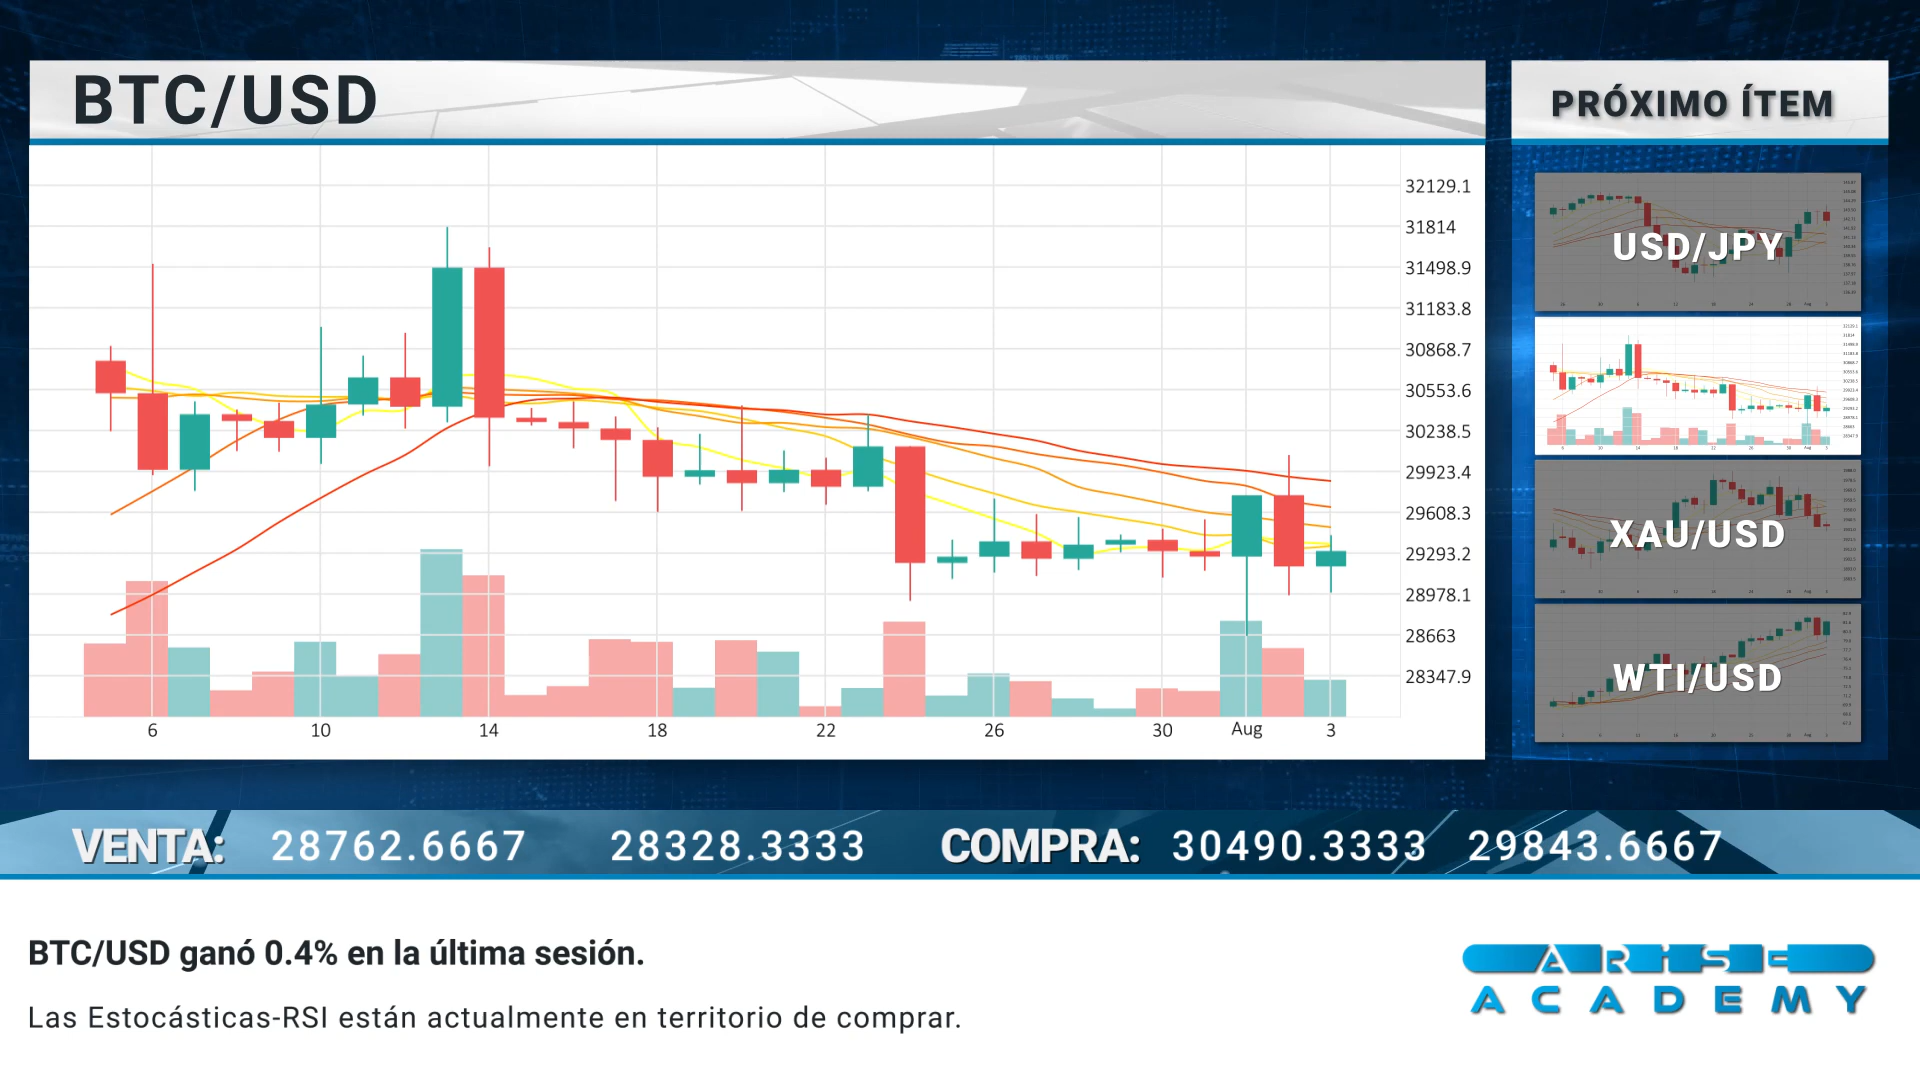 BTC/USD
PRÓXIMO ÍTEM
32129.1
31814
31498.9
31183.8
30868.7
30553.6
30238.5
29923.4
29608.3
29293.2
28978.1
28663
28347.9
6 10 14 18 22 26 30 Aug 3
USD/JPY
XAU/USD
WTI/USD
VENTA: 28762.6667 28328.3333 COMPRA: 30490.3333 29843.6667
BTC/USD ganó 0.4% en la última sesión.
Las Estocásticas-RSI están actualmente en territorio de comprar.
ARISE
ACADEMY